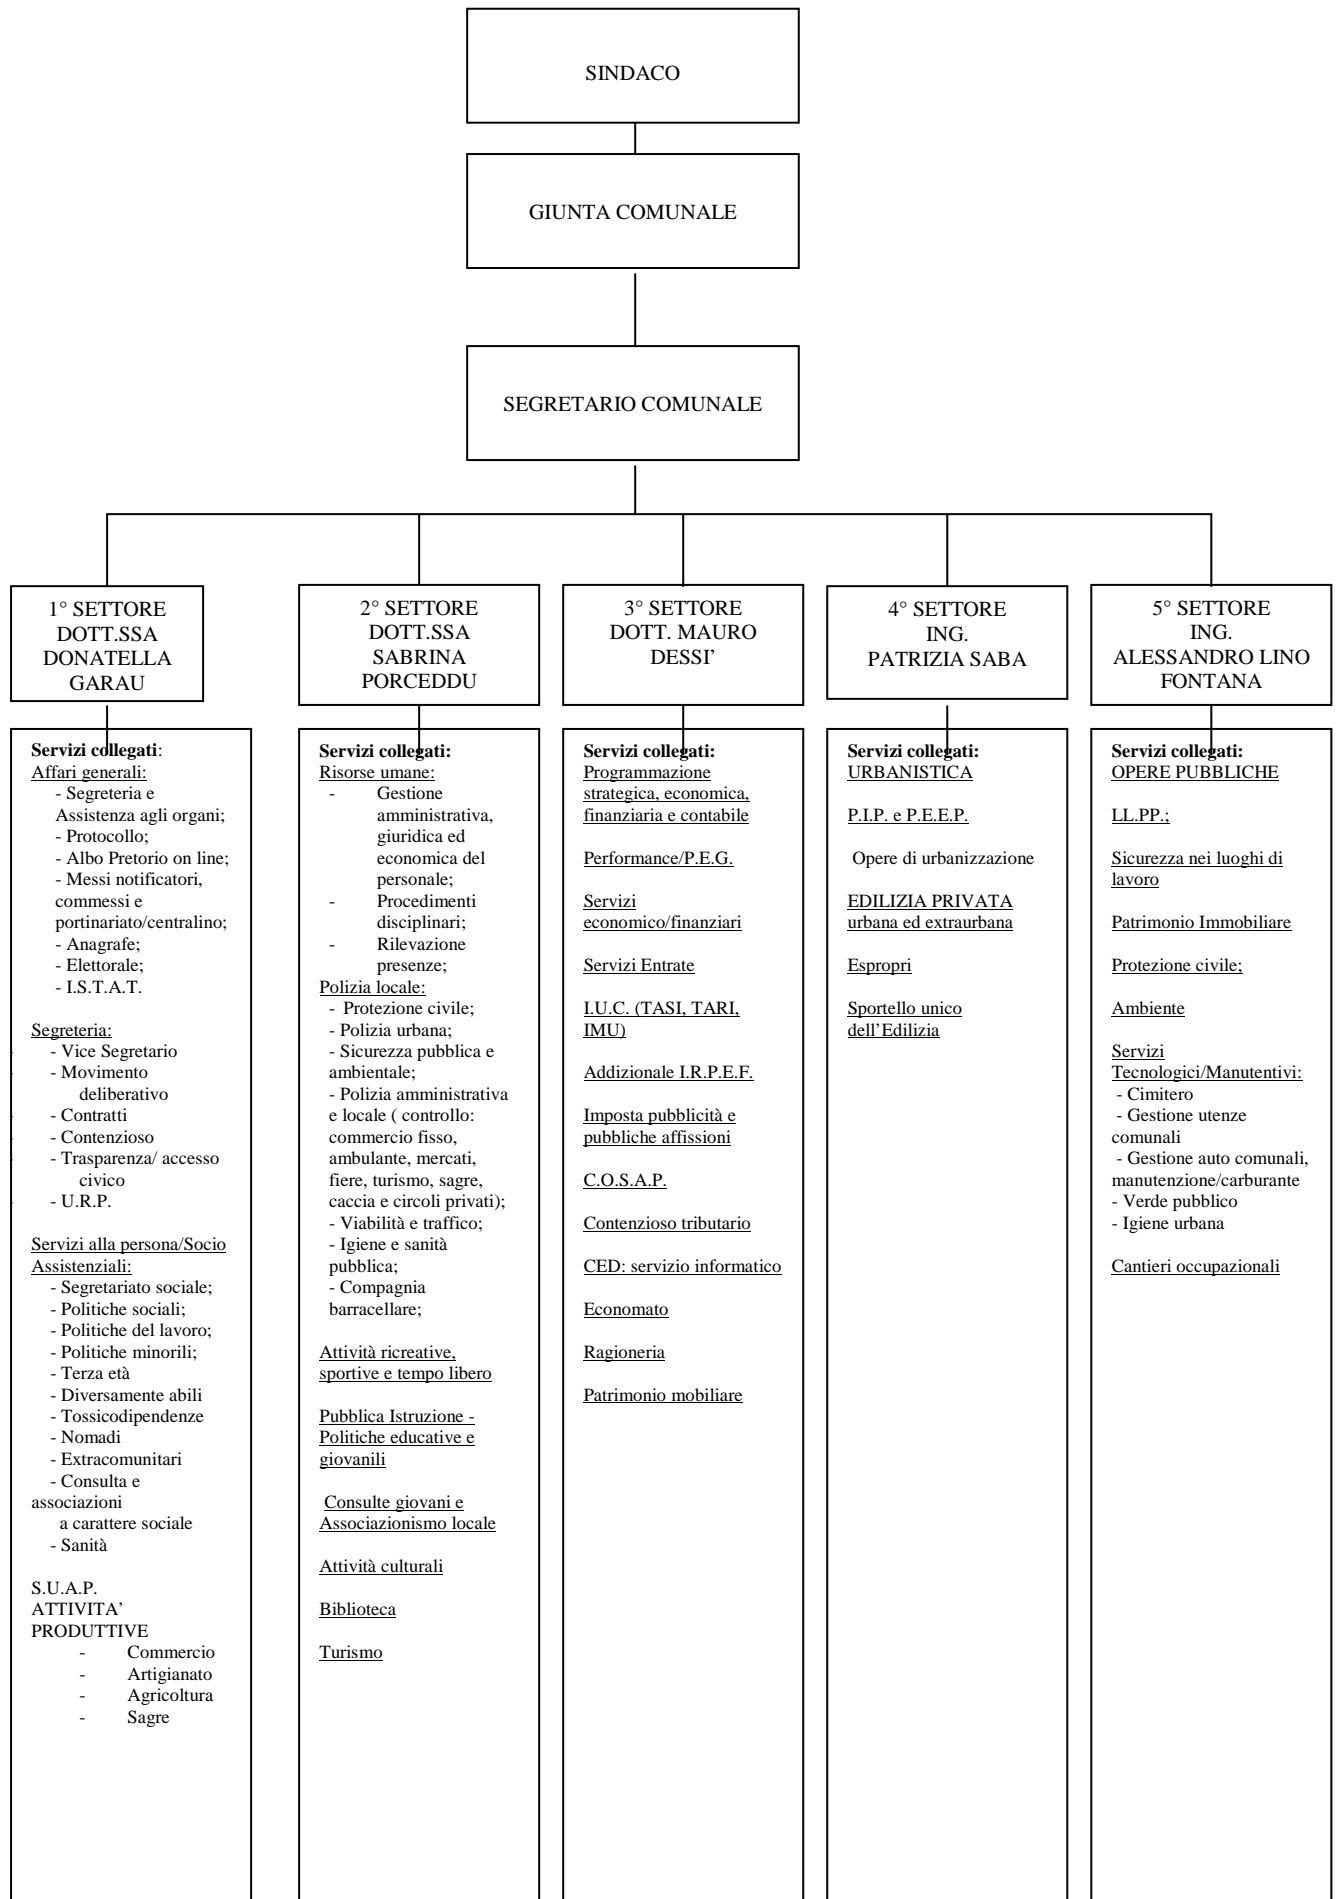 SINDACO
GIUNTA COMUNALE
SEGRETARIO COMUNALE
1° SETTORE
DOTT.SSA
DONATELLA
GARAU
2° SETTORE
DOTT.SSA
SABRINA
PORCEDDU
3° SETTORE
DOTT. MAURO
DESSI’
4° SETTORE
ING.
PATRIZIA SABA
5° SETTORE
ING.
ALESSANDRO LINO
FONTANA
Servizi collegati:
Affari generali:
- Segreteria e
Assistenza agli organi;
- Protocollo;
- Albo Pretorio on line;
- Messi notificatori,
commessi e
portinariato/centralino;
- Anagrafe;
- Elettorale;
- I.S.T.A.T.
Segreteria:
- Vice Segretario
- Movimento
deliberativo
- Contratti
- Contenzioso
- Trasparenza/ accesso
civico
- U.R.P.
Servizi alla persona/Socio
Assistenziali:
- Segretariato sociale;
- Politiche sociali;
- Politiche del lavoro;
- Politiche minorili;
- Terza età
- Diversamente abili
- Tossicodipendenze
- Nomadi
- Extracomunitari
- Consulta e
associazioni
a carattere sociale
- Sanità
S.U.A.P.
ATTIVITA’
PRODUTTIVE
- Commercio
- Artigianato
- Agricoltura
- Sagre
Servizi collegati:
Risorse umane:
- Gestione
amministrativa,
giuridica ed
economica del
personale;
- Procedimenti
disciplinari;
- Rilevazione
presenze;
Polizia locale:
- Protezione civile;
- Polizia urbana;
- Sicurezza pubblica e
ambientale;
- Polizia amministrativa
e locale ( controllo:
commercio fisso,
ambulante, mercati,
fiere, turismo, sagre,
caccia e circoli privati);
- Viabilità e traffico;
- Igiene e sanità
pubblica;
- Compagnia
barracellare;
Attività ricreative,
sportive e tempo libero
Pubblica Istruzione -
Politiche educative e
giovanili
Consulte giovani e
Associazionismo locale
Attività culturali
Biblioteca
Turismo
Servizi collegati:
Programmazione
strategica, economica,
finanziaria e contabile
Performance/P.E.G.
Servizi
economico/finanziari
Servizi Entrate
I.U.C. (TASI, TARI,
IMU)
Addizionale I.R.P.E.F.
Imposta pubblicità e
pubbliche affissioni
C.O.S.A.P.
Contenzioso tributario
CED: servizio informatico
Economato
Ragioneria
Patrimonio mobiliare
Servizi collegati:
URBANISTICA
P.I.P. e P.E.E.P.
Opere di urbanizzazione
EDILIZIA PRIVATA
urbana ed extraurbana
Espropri
Sportello unico
dell’Edilizia
Servizi collegati:
OPERE PUBBLICHE
LL.PP.;
Sicurezza nei luoghi di
lavoro
Patrimonio Immobiliare
Protezione civile;
Ambiente
Servizi
Tecnologici/Manutentivi:
- Cimitero
- Gestione utenze
comunali
- Gestione auto comunali,
manutenzione/carburante
- Verde pubblico
- Igiene urbana
Cantieri occupazionali